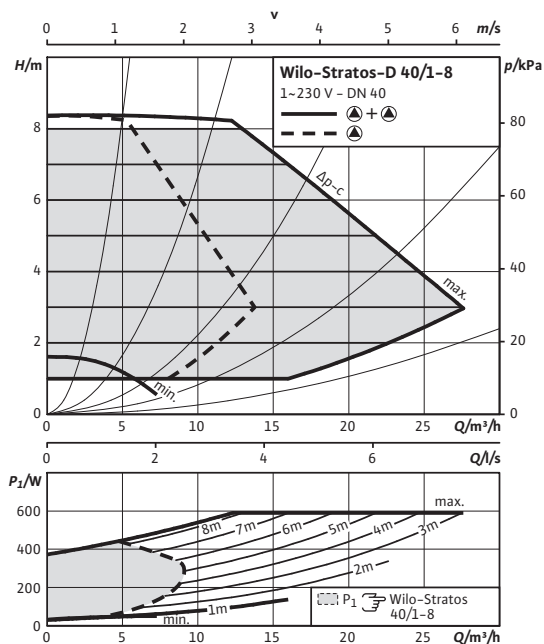 v
0 1 2 3 4 5 6 m/s
H/m p/kPa
Wilo-Stratos-D 40/1-8
1~230 V - DN 40
+
8 80
Δp-c
6 60
4 40
max.
2 20
min.
0 0
0 5 10 15 20 25 Q/m³/h
0 2 4 6 Q/l/s
P₁/W
max.
600
8m 7m 6m 5m 4m 3m
400
2m
200
1m
P₁ Wilo-Stratos
40/1-8
min.
0
0 5 10 15 20 25 Q/m³/h